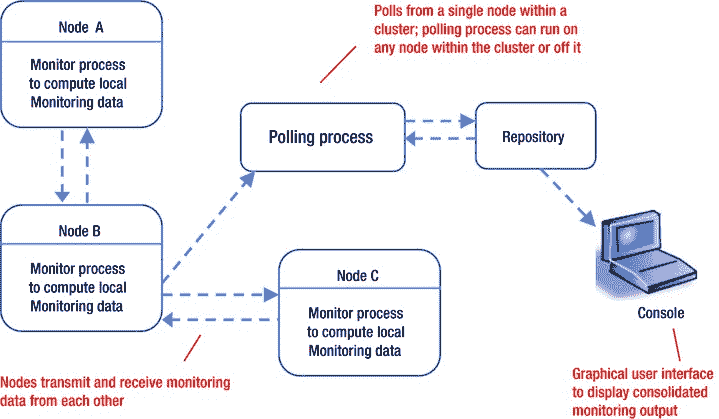 Node A
Monitor process
to compute local
Monitoring data
Polls from a single node within a
cluster; polling process can run on
any node within the cluster or off it
Polling process
Repository
Node B
Monitor process
to compute local
Monitoring data
Node C
Monitor process
to compute local
Monitoring data
Console
Nodes transmit and receive monitoring
data from each other
Graphical user interface
to display consolidated
monitoring output